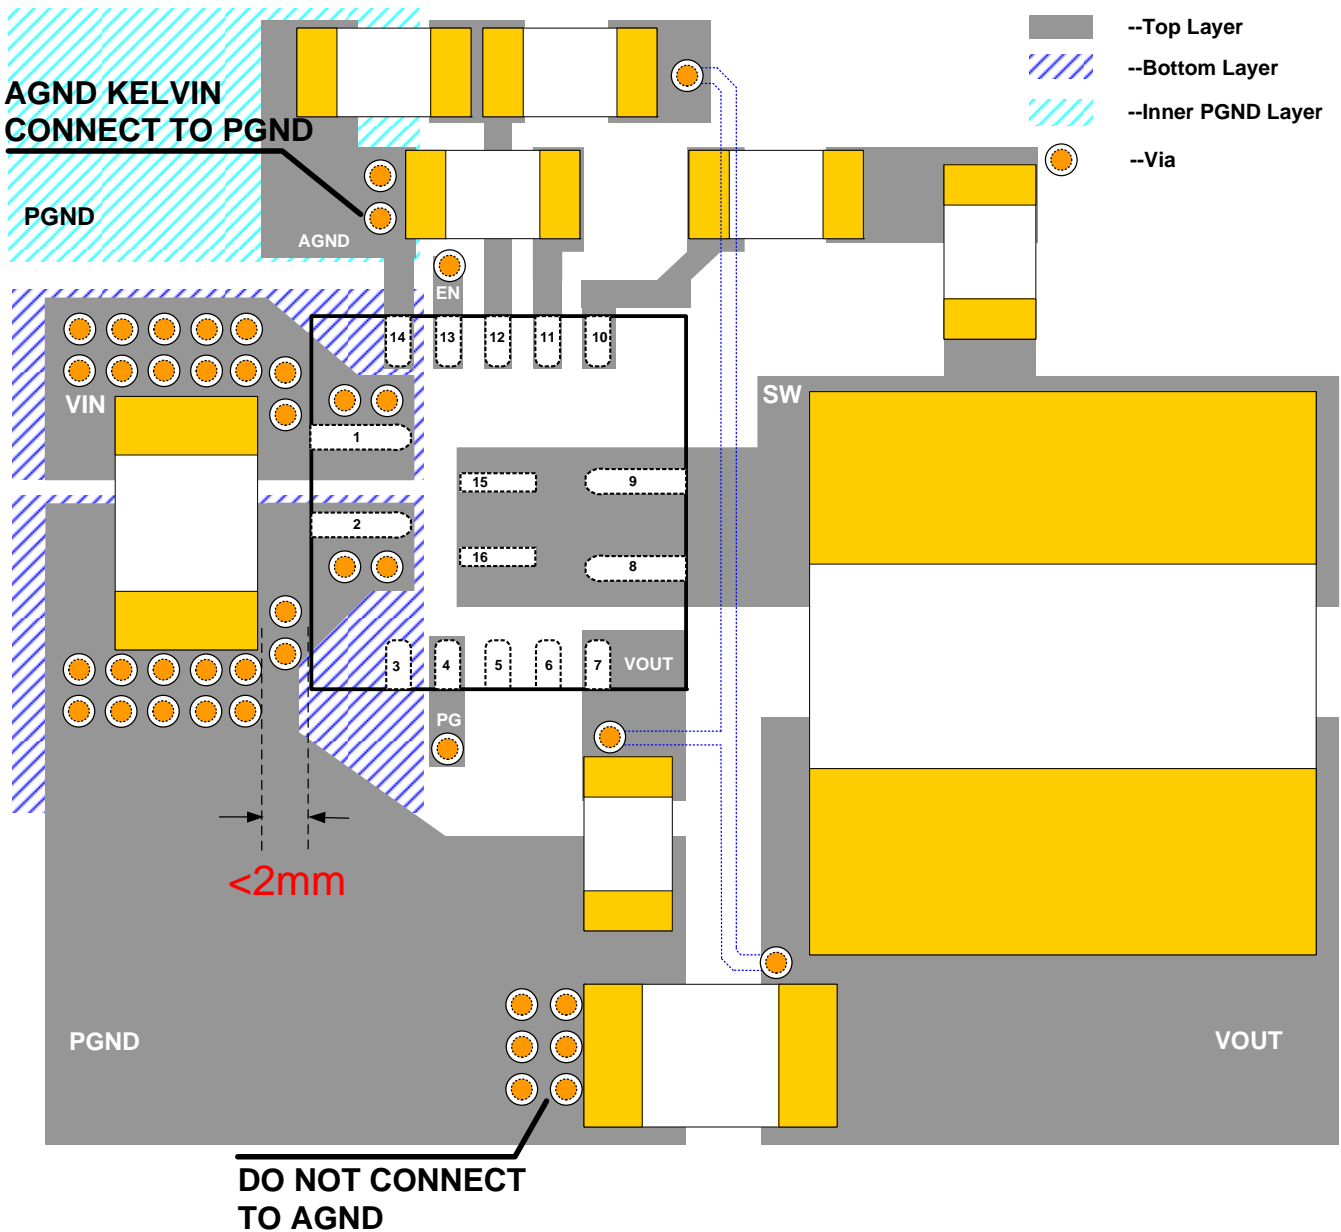 --Top Layer
--Bottom Layer
--Inner PGND Layer
--Via
AGND KELVIN
CONNECT TO PGND
PGND
AGND
EN
14 13 12 11 10
VIN
SW
1
15 9
2
16 8
3 4 5 6 7 VOUT
PG
<2mm
PGND
VOUT
DO NOT CONNECT
TO AGND